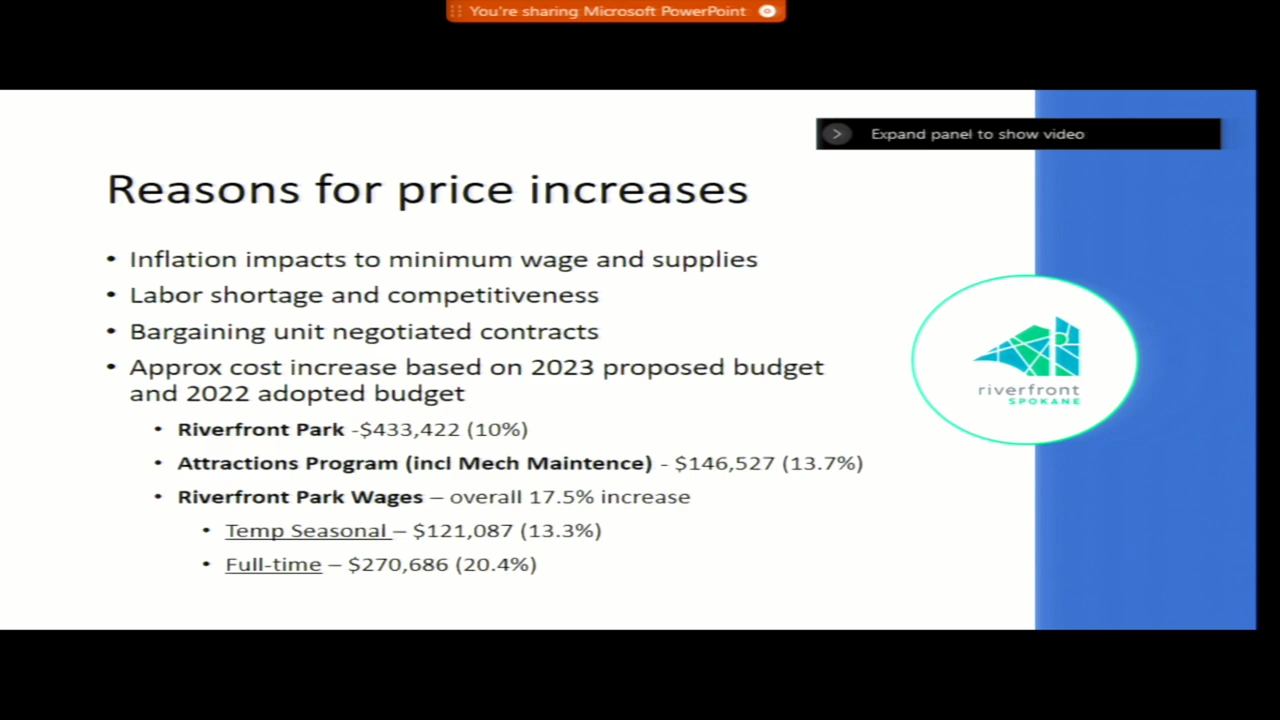 You're sharing Microsoft PowerPoint
Expand panel to show video
Reasons for price increases
• Inflation impacts to minimum wage and supplies
• Labor shortage and competitiveness
• Bargaining unit negotiated contracts
• Approx cost increase based on 2023 proposed budget
and 2022 adopted budget
• Riverfront Park -$433,422 (10%)
• Attractions Program (incl Mech Maintence) - $146,527 (13.7%)
• Riverfront Park Wages – overall 17.5% increase
• Temp Seasonal – $121,087 (13.3%)
• Full-time – $270,686 (20.4%)
riverfront
SPOKANE